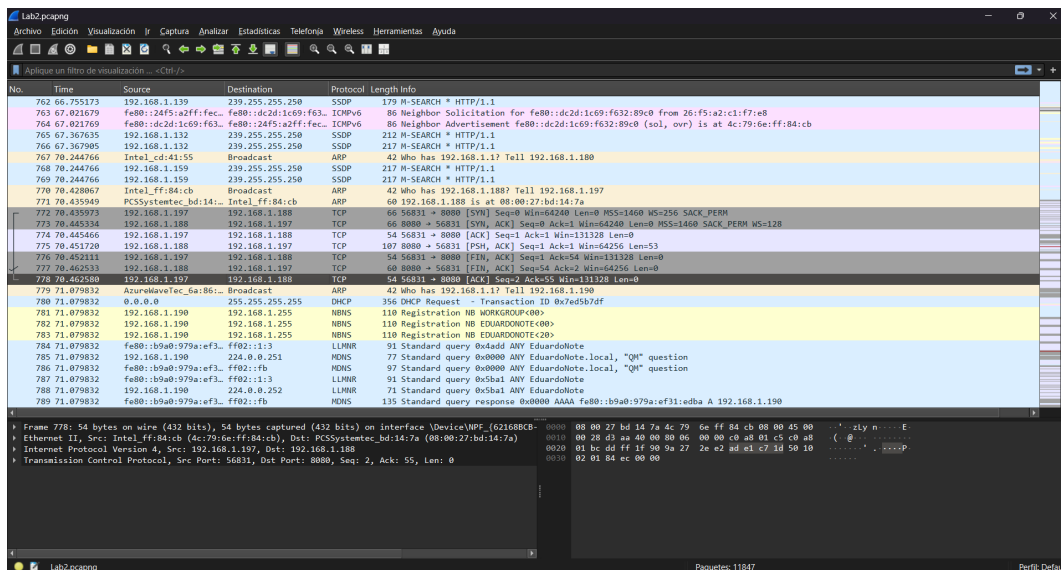 Lab2.pcapng
Archivo Edición Visualización Ir Captura Analizar Estadísticas Telefonía Wireless Herramientas Ayuda
Aplique un filtro de visualización ... <Ctrl-/>
No. Time Source Destination Protocol Length Info
762 66.755173 192.168.1.139 239.255.255.250 SSDP 179 M-SEARCH * HTTP/1.1
763 67.021679 fe80::24f5:a2ff:fec… fe80::dc2d:1c69:f63… ICMPv6 86 Neighbor Solicitation for fe80::dc2d:1c69:f632:89c0 from 26:f5:a2:c1:f7:e8
764 67.021769 fe80::dc2d:1c69:f63… fe80::24f5:a2ff:fec… ICMPv6 86 Neighbor Advertisement fe80::dc2d:1c69:f632:89c0 (sol, ovr) is at 4c:79:6e:ff:84:cb
765 67.367635 192.168.1.132 239.255.255.250 SSDP 212 M-SEARCH * HTTP/1.1
766 67.367905 192.168.1.132 239.255.255.250 SSDP 217 M-SEARCH * HTTP/1.1
767 70.244766 Intel_cd:41:55 Broadcast ARP 42 Who has 192.168.1.1? Tell 192.168.1.180
768 70.244766 192.168.1.159 239.255.255.250 SSDP 217 M-SEARCH * HTTP/1.1
769 70.244766 192.168.1.159 239.255.255.250 SSDP 217 M-SEARCH * HTTP/1.1
770 70.428067 Intel_ff:84:cb Broadcast ARP 42 Who has 192.168.1.188? Tell 192.168.1.197
771 70.435949 PCSSystemtec_bd:14:… Intel_ff:84:cb ARP 60 192.168.1.188 is at 08:00:27:bd:14:7a
772 70.435973 192.168.1.197 192.168.1.188 TCP 66 56831 → 8080 [SYN] Seq=0 Win=64240 Len=0 MSS=1460 WS=256 SACK_PERM
773 70.445334 192.168.1.188 192.168.1.197 TCP 66 8080 → 56831 [SYN, ACK] Seq=0 Ack=1 Win=64240 Len=0 MSS=1460 SACK_PERM WS=128
774 70.445466 192.168.1.197 192.168.1.188 TCP 54 56831 → 8080 [ACK] Seq=1 Ack=1 Win=131328 Len=0
775 70.451720 192.168.1.188 192.168.1.197 TCP 107 8080 → 56831 [PSH, ACK] Seq=1 Ack=1 Win=64256 Len=53
776 70.452111 192.168.1.197 192.168.1.188 TCP 54 56831 → 8080 [FIN, ACK] Seq=1 Ack=54 Win=131328 Len=0
777 70.462533 192.168.1.188 192.168.1.197 TCP 60 8080 → 56831 [FIN, ACK] Seq=54 Ack=2 Win=64256 Len=0
778 70.462580 192.168.1.197 192.168.1.188 TCP 54 56831 → 8080 [ACK] Seq=2 Ack=55 Win=131328 Len=0
779 71.079832 AzureWaveTec_6a:86:… Broadcast ARP 42 Who has 192.168.1.1? Tell 192.168.1.190
780 71.079832 0.0.0.0 255.255.255.255 DHCP 356 DHCP Request - Transaction ID 0x7ed5b7df
781 71.079832 192.168.1.190 192.168.1.255 NBNS 110 Registration NB WORKGROUP<00>
782 71.079832 192.168.1.190 192.168.1.255 NBNS 110 Registration NB EDUARDONOTE<00>
783 71.079832 192.168.1.190 192.168.1.255 NBNS 110 Registration NB EDUARDONOTE<20>
784 71.079832 fe80::b9a0:979a:ef3… ff02::1:3 LLMNR 91 Standard query 0x4add ANY EduardoNote
785 71.079832 192.168.1.190 224.0.0.251 MDNS 77 Standard query 0x0000 ANY EduardoNote.local, "QM" question
786 71.079832 fe80::b9a0:979a:ef3… ff02::fb MDNS 97 Standard query 0x0000 ANY EduardoNote.local, "QM" question
787 71.079832 fe80::b9a0:979a:ef3… ff02::1:3 LLMNR 91 Standard query 0x5ba1 ANY EduardoNote
788 71.079832 192.168.1.190 224.0.0.252 LLMNR 71 Standard query 0x5ba1 ANY EduardoNote
789 71.079832 fe80::b9a0:979a:ef3… ff02::fb MDNS 135 Standard query response 0x0000 AAAA fe80::b9a0:979a:ef31:edba A 192.168.1.190
Frame 778: 54 bytes on wire (432 bits), 54 bytes captured (432 bits) on interface \Device\NPF_{62168BCB-
Ethernet II, Src: Intel_ff:84:cb (4c:79:6e:ff:84:cb), Dst: PCSSystemtec_bd:14:7a (08:00:27:bd:14:7a)
Internet Protocol Version 4, Src: 192.168.1.197, Dst: 192.168.1.188
Transmission Control Protocol, Src Port: 56831, Dst Port: 8080, Seq: 2, Ack: 55, Len: 0
0000 08 00 27 bd 14 7a 4c 79 6e ff 84 cb 08 00 45 00 ··'··zLy n·····E·
0010 00 28 d3 aa 40 00 80 06 00 00 c0 a8 01 c5 c0 a8 ·(··@··· ········
0020 01 bc dd ff 1f 90 9a 27 2e e2 ad e1 c7 1d 50 10 ·······' .·····P·
0030 02 01 84 ec 00 00 ······
Lab2.pcapng Paquetes: 11847 Perfil: Defau